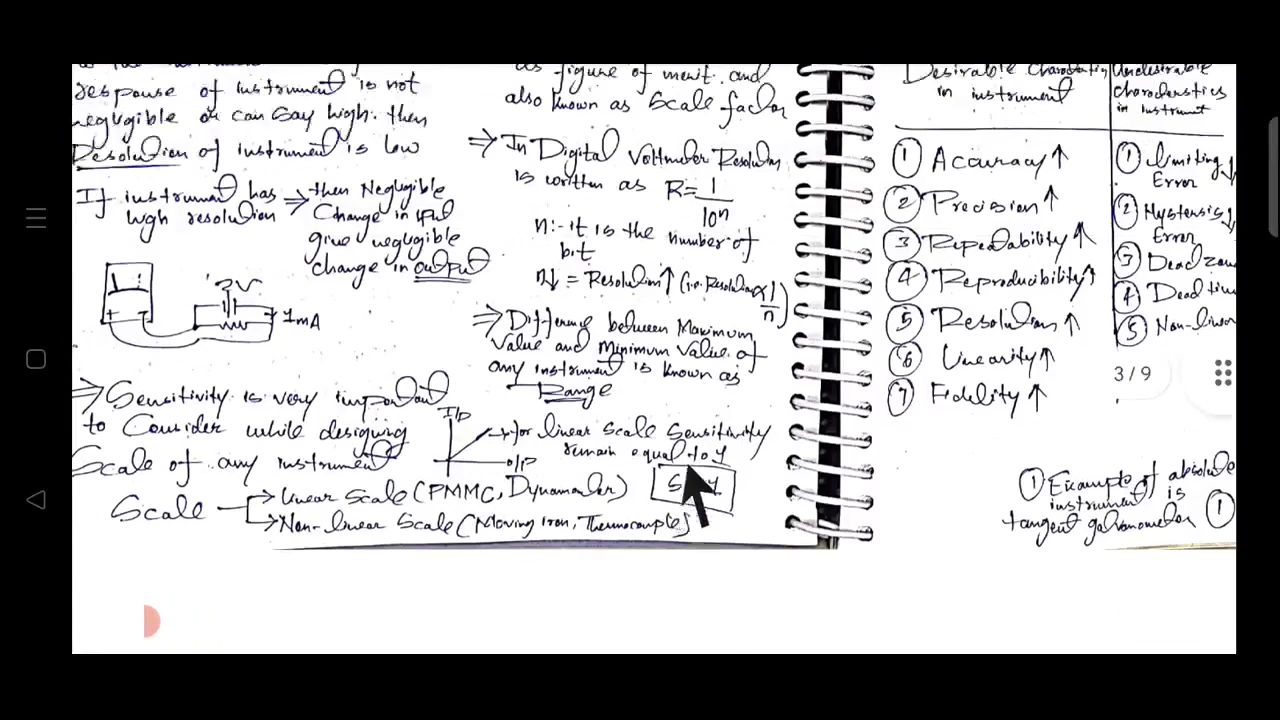 response of instrument is not
negligible or can say high. then
Resolution of instrument is low
If instrument has
high resolution
⇒ then Negligible
Change in i/pul
give negligible
change in output
2V
1mA
⇒ Sensitivity is very important
to Consider while designing
Scale of any instrument
Scale
→ Linear Scale (PMMC, Dynamometer)
→ Non-linear Scale (Moving Iron, Thermocouple)
as figure of merit. and
also known as Scale factor
⇒ In Digital Voltmeter Resolution
is written as R = 1/10ⁿ
n:- it is the number of
bit
n↓ = Resolution↑ (i.e. Resolution ∝ 1/n)
⇒ Difference between Maximum
Value and Minimum Value of
any instrument is known as
Range
I/p
o/p
→ for linear Scale Sensitivity
remain equal to y
Desirable
in instrument
① Accuracy ↑
② Precision ↑
③ Repeatability ↑
④ Reproducibility ↑
⑤ Resolution ↑
⑥ Linearity ↑
⑦ Fidelity ↑
Undesirable
in instrument
① Limiting
Error ↓
② Hysterisis ↓
Error
③ Dead zone
④ Dead time
⑤ Non-linear
3/9
① Example of absolute
instrument is
tangent galvanometer ①